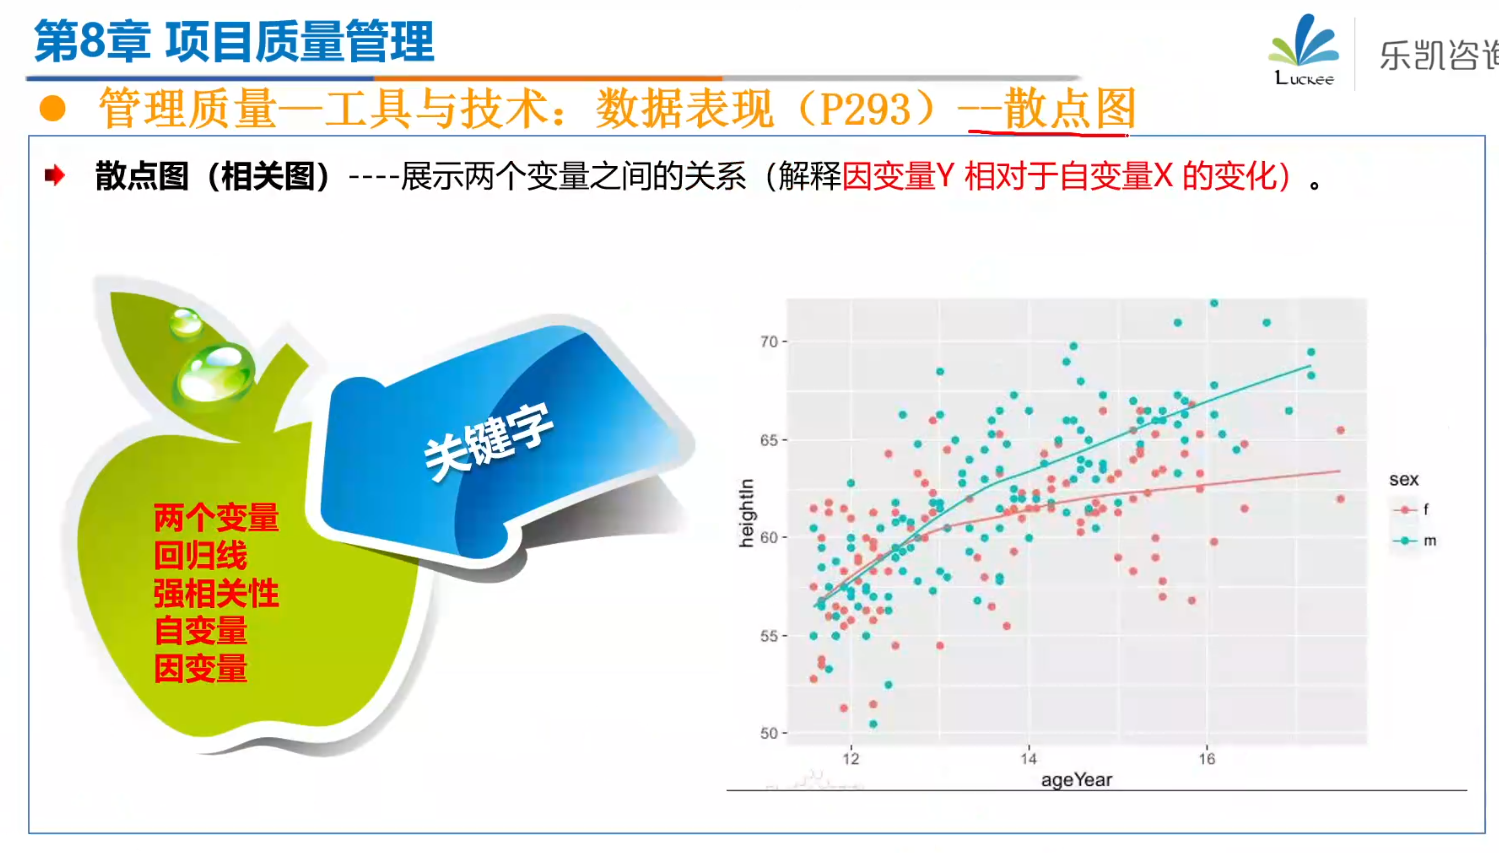 第8章 项目质量管理
Luckee
乐凯咨询
管理质量—工具与技术：数据表现（P293）--散点图
散点图（相关图）----展示两个变量之间的关系（解释因变量Y 相对于自变量X 的变化）。
关键字
两个变量
回归线
强相关性
自变量
因变量
70
65
60
55
50
heightIn
12 14 16
ageYear
sex
f
m